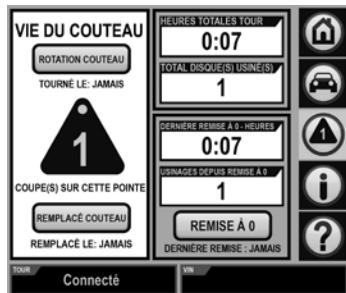 VIE DU COUTEAU
ROTATION COUTEAU
TOURNÉ LE: JAMAIS
1
COUPE(S) SUR CETTE POINTE
REMPLACÉ COUTEAU
REMPLACÉ LE: JAMAIS
HEURES TOTALES TOUR
0:07
TOTAL DISQUE(S) USINÉ(S)
1
DERNIÈRE REMISE À 0 - HEURES
0:07
USINAGES DEPUIS REMISE À 0
1
REMISE À 0
DERNIÈRE REMISE : JAMAIS
1
i
?
TOUR
Connecté
VIN